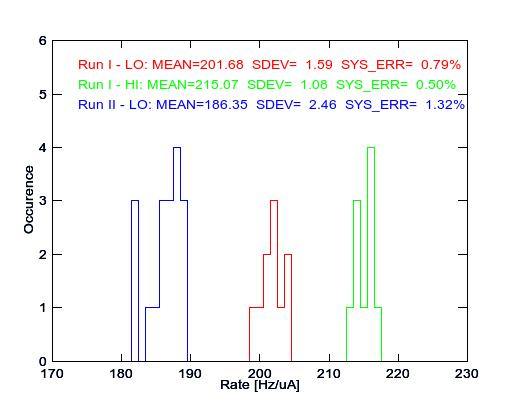 6
Run I - LO: MEAN=201.68 SDEV= 1.59 SYS_ERR= 0.79%
Run I - HI: MEAN=215.07 SDEV= 1.08 SYS_ERR= 0.50%
5
Run II - LO: MEAN=186.35 SDEV= 2.46 SYS_ERR= 1.32%
4
3
Occurence
2
1
0
170 180 190 200 210 220 230
Rate [Hz/uA]